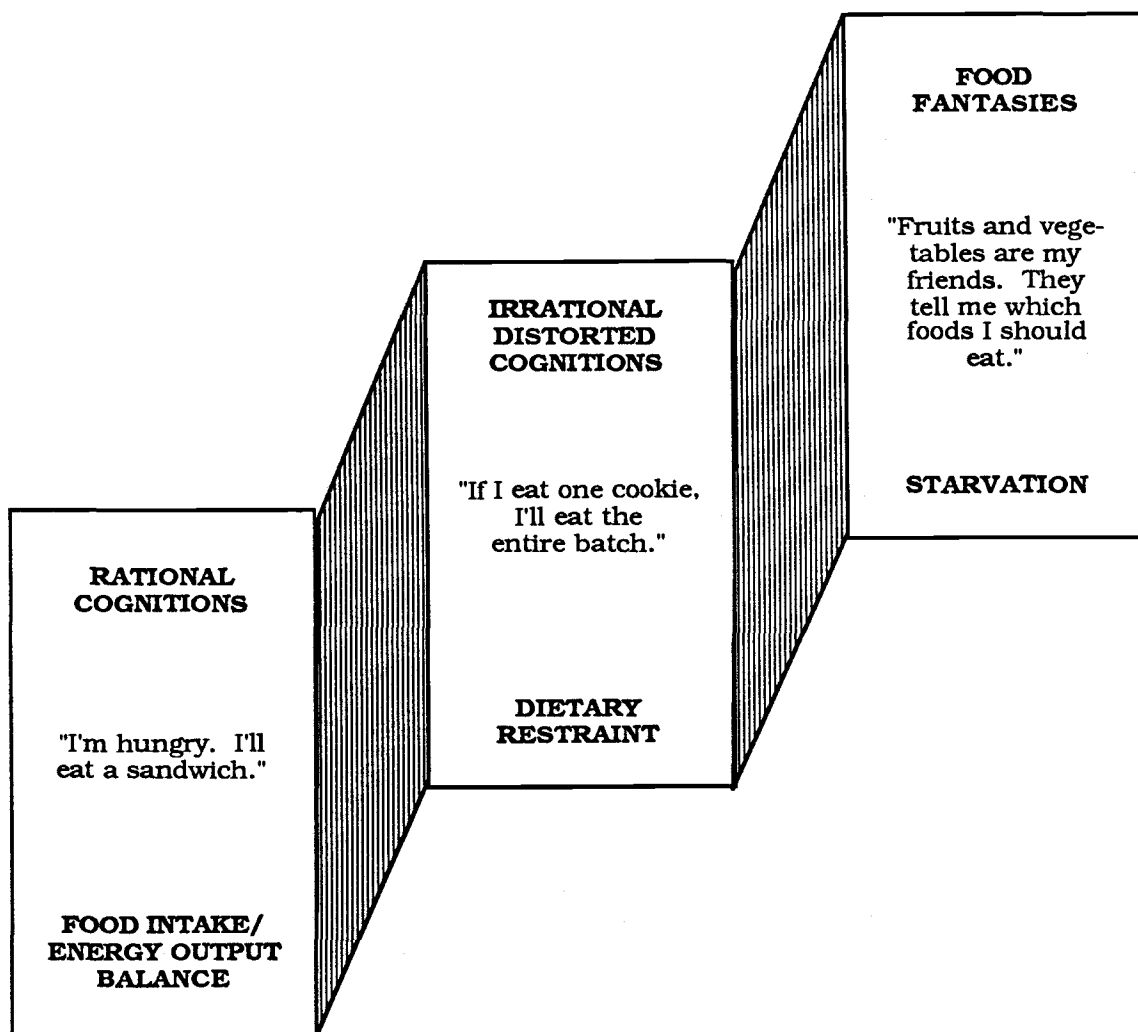 RATIONAL
COGNITIONS
"I'm hungry.  I'll
eat a sandwich."
FOOD INTAKE/
ENERGY OUTPUT
BALANCE
IRRATIONAL
DISTORTED
COGNITIONS
"If I eat one cookie,
I'll eat the
entire batch."
DIETARY
RESTRAINT
FOOD
FANTASIES
"Fruits and vege-
tables are my
friends.  They
tell me which
foods I should
eat."
STARVATION